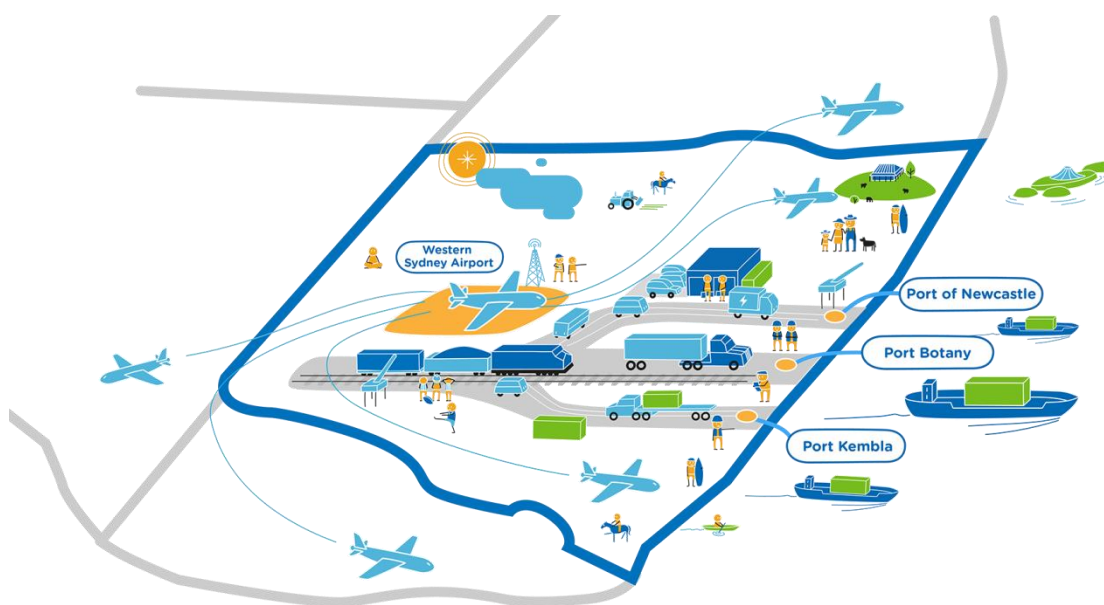 Western
Sydney Airport
Port of Newcastle
Port Botany
Port Kembla